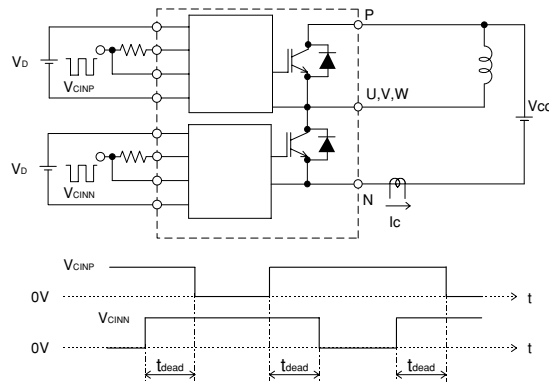 P
VD
VCINP
U,V,W
Vcc
VD
VCINN
N
Ic
VCINP
0V
t
VCINN
0V
t
tdead
tdead
tdead